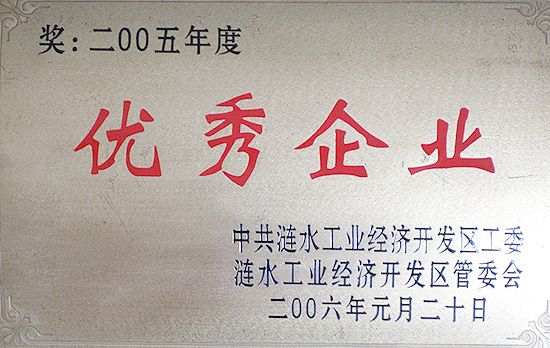 奖:二00五年度
优秀企业
中共涟水工业经济开发区工委
涟水工业经济开发区管委会
二00六年元月二十日